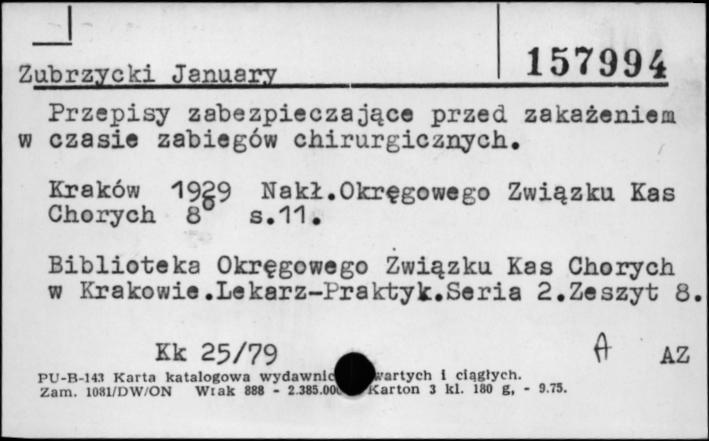 157994
Zubrzycki January
Przepisy zabezpieczające przed zakażeniem
w czasie zabiegów chirurgicznych.
Kraków 1929 Nakł.Okręgowego Związku Kas
Chorych 8° s.11.
Biblioteka Okręgowego Związku Kas Chorych
w Krakowie.Lekarz-Praktyk.Seria 2.Zeszyt 8.
Kk 25/79 A AZ
PU-B-143 Karta katalogowa wydawnic wartych i ciągłych.
Zam. 1081/DW/ON Wrak 888 - 2.385.00 Karton 3 kl. 180 g, - 9.75.